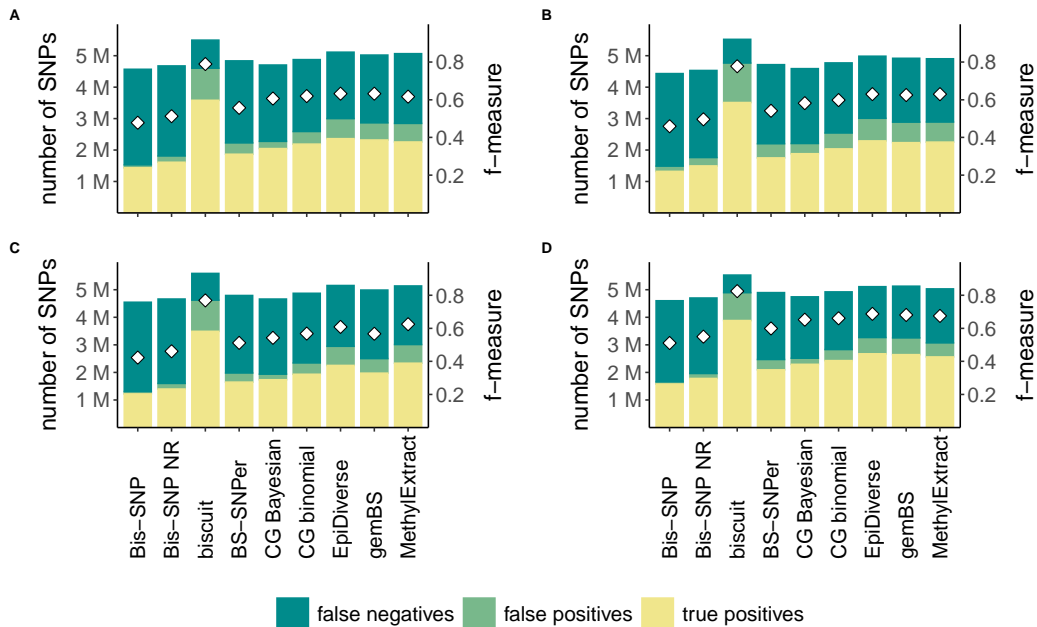 A
number of SNPs
5 M
4 M
3 M
2 M
1 M
0.8
0.6
0.4
0.2
f−measure
B
number of SNPs
5 M
4 M
3 M
2 M
1 M
0.8
0.6
0.4
0.2
f−measure
C
number of SNPs
5 M
4 M
3 M
2 M
1 M
0.8
0.6
0.4
0.2
f−measure
Bis−SNP
Bis−SNP NR
biscuit
BS−SNPer
CG Bayesian
CG binomial
EpiDiverse
gemBS
MethylExtract
D
number of SNPs
5 M
4 M
3 M
2 M
1 M
0.8
0.6
0.4
0.2
f−measure
Bis−SNP
Bis−SNP NR
biscuit
BS−SNPer
CG Bayesian
CG binomial
EpiDiverse
gemBS
MethylExtract
false negatives
false positives
true positives